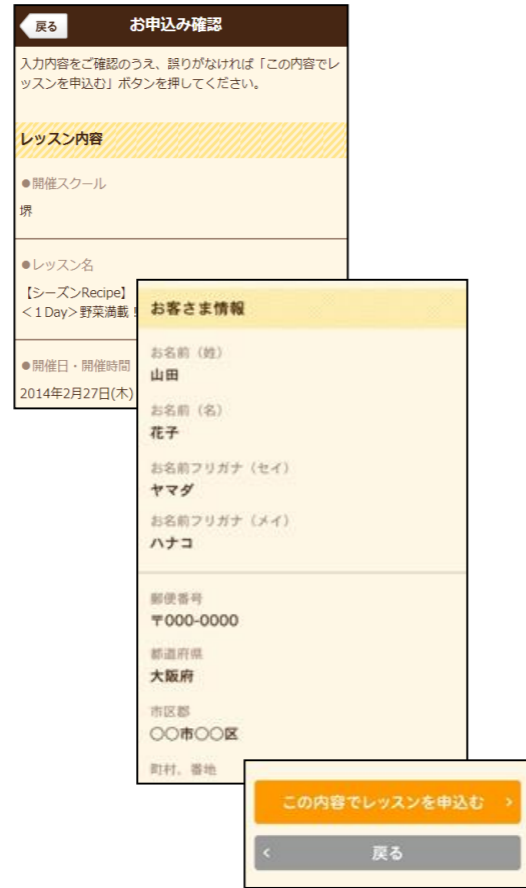 戻る
お申込み確認
入力内容をご確認のうえ、誤りがなければ「この内容でレ
ッスンを申込む」ボタンを押してください。
レッスン内容
●開催スクール
堺
●レッスン名
【シーズンRecipe】
＜1Day＞野菜満載！
●開催日・開催時間
2014年2月27日(木)
お客さま情報
お名前（姓）
山田
お名前（名）
花子
お名前フリガナ（セイ）
ヤマダ
お名前フリガナ（メイ）
ハナコ
郵便番号
〒000-0000
都道府県
大阪府
市区郡
〇〇市〇〇区
町村、番地
この内容でレッスンを申込む ›
‹ 戻る